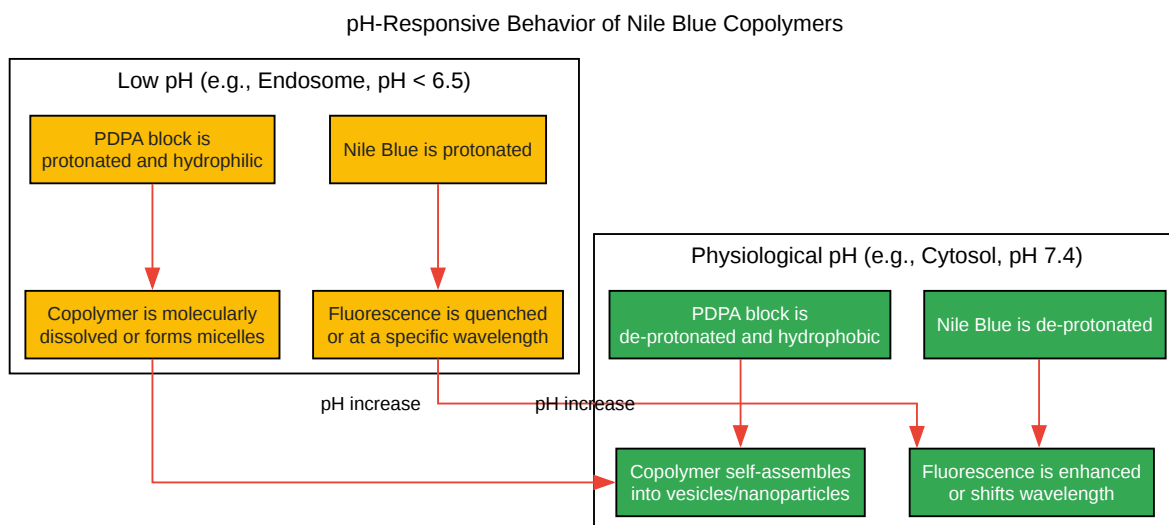 pH-Responsive Behavior of Nile Blue Copolymers
Low pH (e.g., Endosome, pH < 6.5)
PDPA block is
protonated and hydrophilic
Nile Blue is protonated
Copolymer is molecularly
dissolved or forms micelles
Fluorescence is quenched
or at a specific wavelength
Physiological pH (e.g., Cytosol, pH 7.4)
PDPA block is
de-protonated and hydrophobic
Nile Blue is de-protonated
pH increase
pH increase
Copolymer self-assembles
into vesicles/nanoparticles
Fluorescence is enhanced
or shifts wavelength